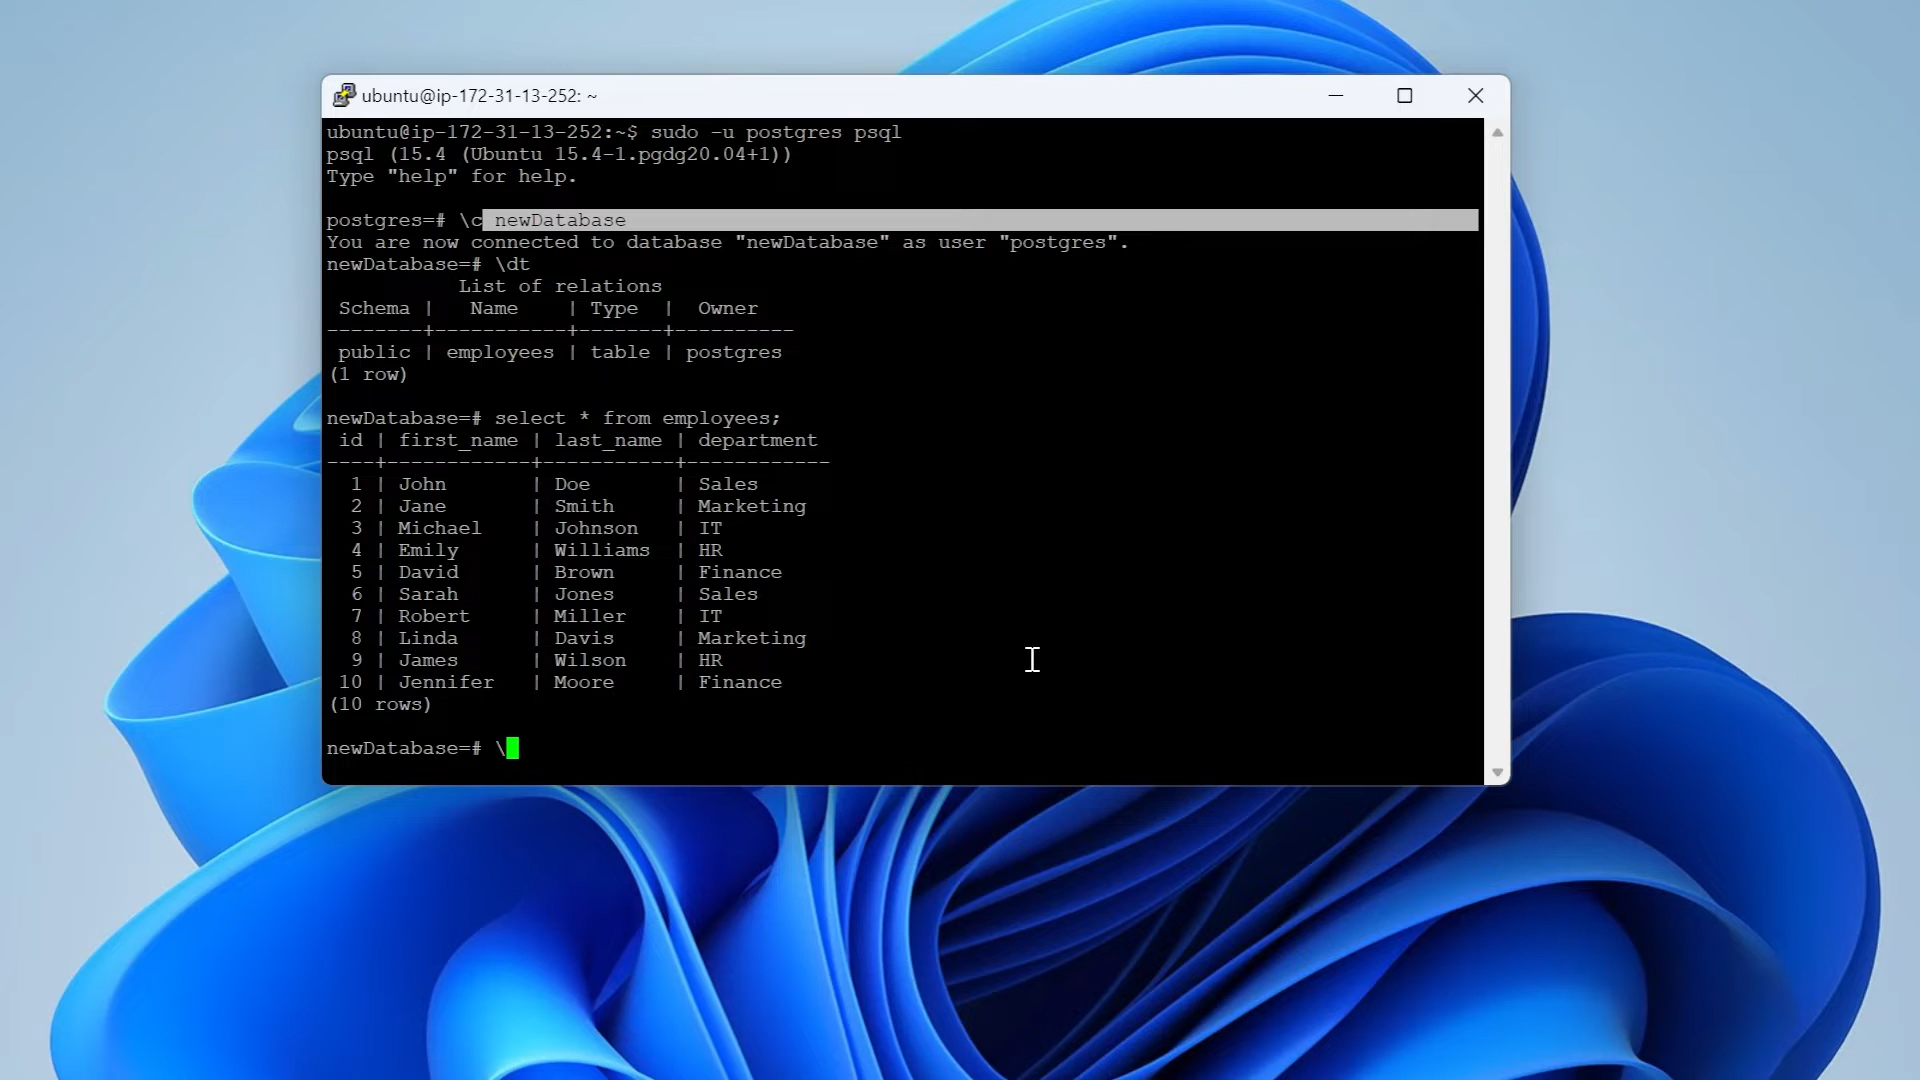 ubuntu@ip-172-31-13-252: ~
ubuntu@ip-172-31-13-252:~$ sudo -u postgres psql
psql (15.4 (Ubuntu 15.4-1.pgdg20.04+1))
Type "help" for help.
postgres=# \c newDatabase
You are now connected to database "newDatabase" as user "postgres".
newDatabase=# \dt
List of relations
Schema | Name | Type | Owner
--------+-----------+-------+----------
public | employees | table | postgres
(1 row)
newDatabase=# select * from employees;
id | first_name | last_name | department
----+------------+-----------+------------
1 | John | Doe | Sales
2 | Jane | Smith | Marketing
3 | Michael | Johnson | IT
4 | Emily | Williams | HR
5 | David | Brown | Finance
6 | Sarah | Jones | Sales
7 | Robert | Miller | IT
8 | Linda | Davis | Marketing
9 | James | Wilson | HR
10 | Jennifer | Moore | Finance
(10 rows)
newDatabase=# \